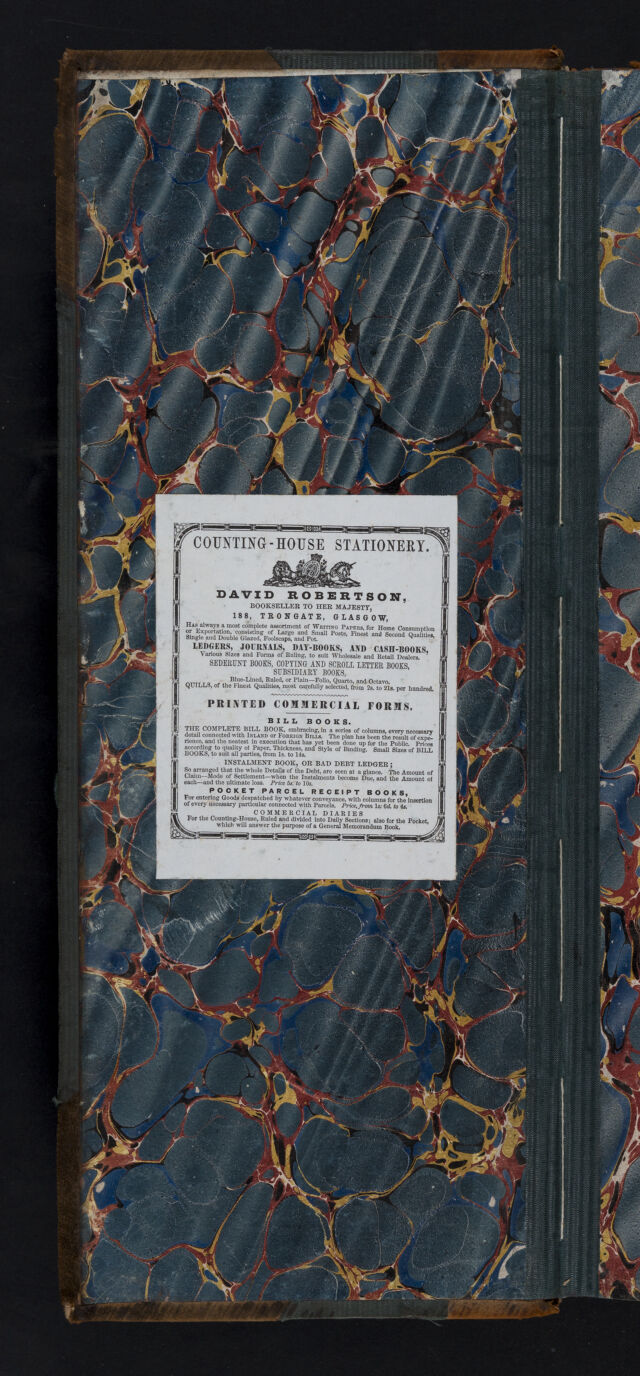 COUNTING-HOUSE STATIONERY.
DAVID ROBERTSON,
BOOKSELLER TO HER MAJESTY,
188, TRONGATE, GLASGOW,
Has always a most complete assortment of Writing Papers, for Home Consumption
or Exportation, consisting of Large and Small Posts, Finest and Second Qualities,
Single and Double Glazed, Foolscaps, and Pot.
LEDGERS, JOURNALS, DAY-BOOKS, AND CASH-BOOKS,
Various Sizes and Forms of Ruling, to suit Wholesale and Retail Dealers.
SEDERUNT BOOKS, COPYING AND SCROLL LETTER BOOKS,
SUBSIDIARY BOOKS,
Blue-Lined, Ruled, or Plain—Folio, Quarto, and Octavo.
QUILLS, of the Finest Qualities, most carefully selected, from 2s. to 21s. per hundred.
PRINTED COMMERCIAL FORMS.
BILL BOOKS.
THE COMPLETE BILL BOOK, embracing, in a series of columns, every necessary
detail connected with Inland or Foreign Bills. The plan has been the result of expe-
rience, and the neatest in execution that has yet been done up for the Public. Prices
according to quality of Paper, Thickness, and Style of Binding. Small Sizes of BILL
BOOKS, to suit all parties, from 1s. to 14s.
INSTALMENT BOOK, OR BAD DEBT LEDGER;
So arranged that the whole Details of the Debt, are seen at a glance. The Amount of
Claim—Mode of Settlement—when the Instalments become Due, and the Amount of
each—and the ultimate loss. Price 5s. to 10s.
POCKET PARCEL RECEIPT BOOKS,
For entering Goods despatched by whatever conveyance, with columns for the insertion
of every necessary particular connected with Parcels. Price, from 1s. 6d. to 4s.
COMMERCIAL DIARIES
For the Counting-House, Ruled and divided into Daily Sections; also for the Pocket,
which will answer the purpose of a General Memorandum Book.